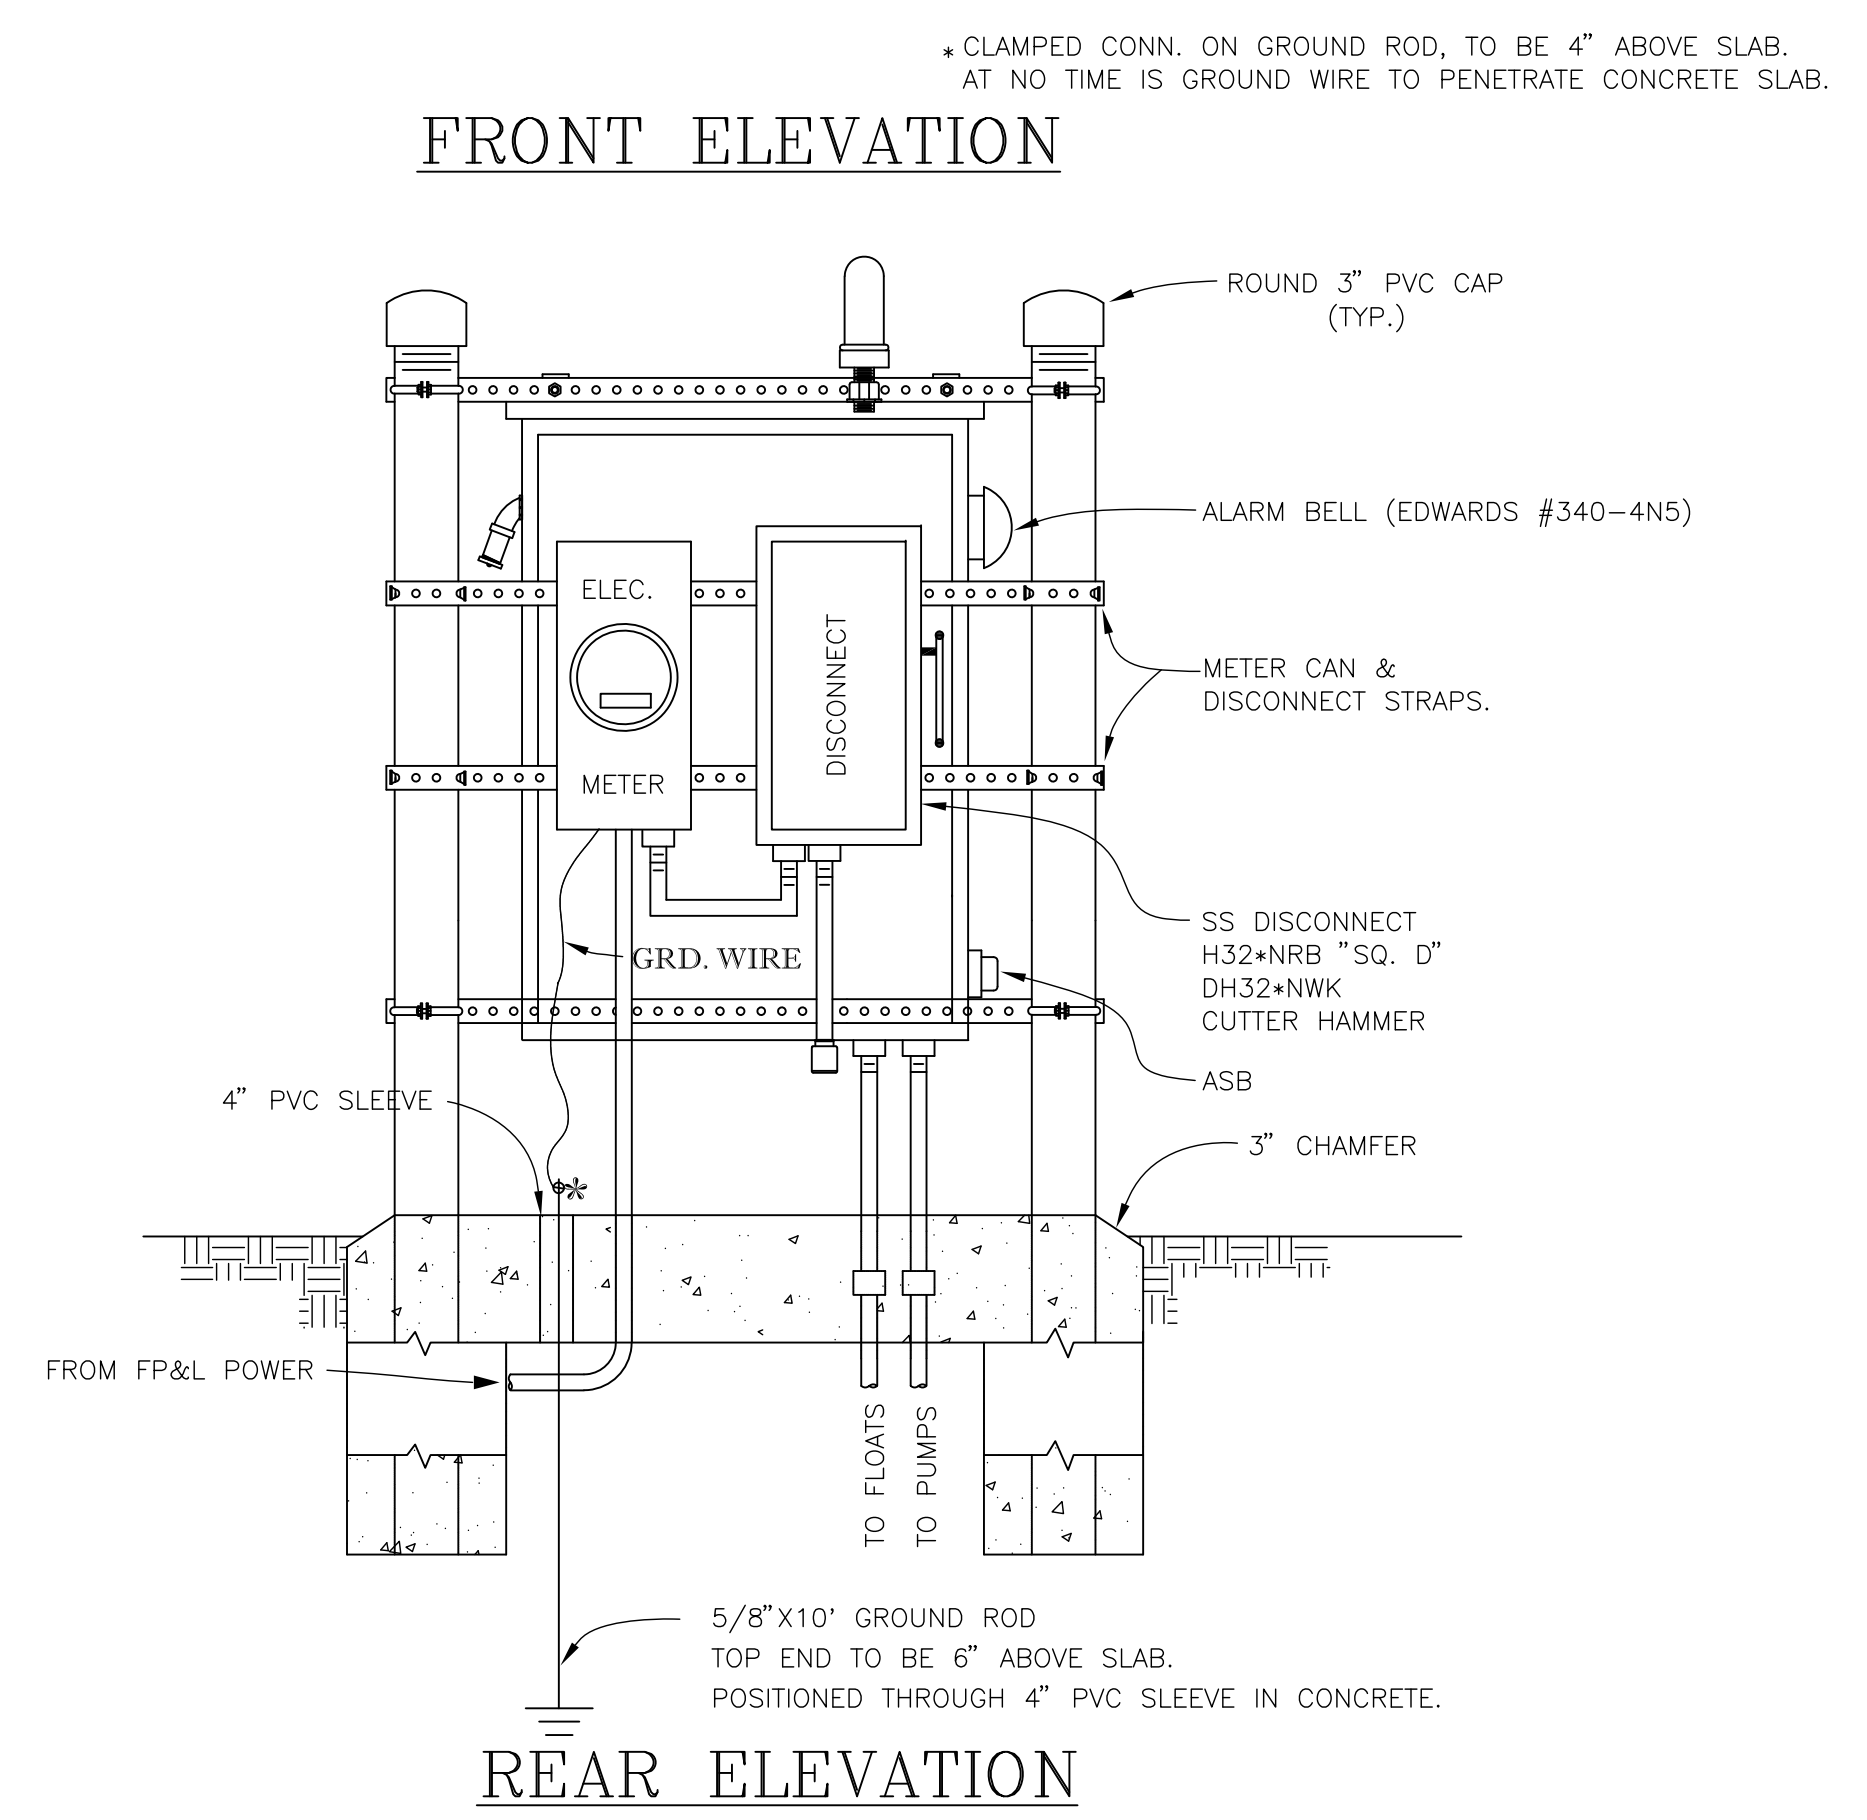 * CLAMPED CONN. ON GROUND ROD, TO BE 4” ABOVE SLAB.
AT NO TIME IS GROUND WIRE TO PENETRATE CONCRETE SLAB.
FRONT ELEVATION
ROUND 3” PVC CAP
(TYP.)
ALARM BELL (EDWARDS #340-4N5)
ELEC.
METER
DISCONNECT
METER CAN &
DISCONNECT STRAPS.
SS DISCONNECT
H32*NRB "SQ. D"
DH32*NWK
CUTTER HAMMER
GRD. WIRE
ASB
4” PVC SLEEVE
3” CHAMFER
*
FROM FP&L POWER
TO FLOATS
TO PUMPS
5/8”X10’ GROUND ROD
TOP END TO BE 6” ABOVE SLAB.
POSITIONED THROUGH 4” PVC SLEEVE IN CONCRETE.
REAR ELEVATION